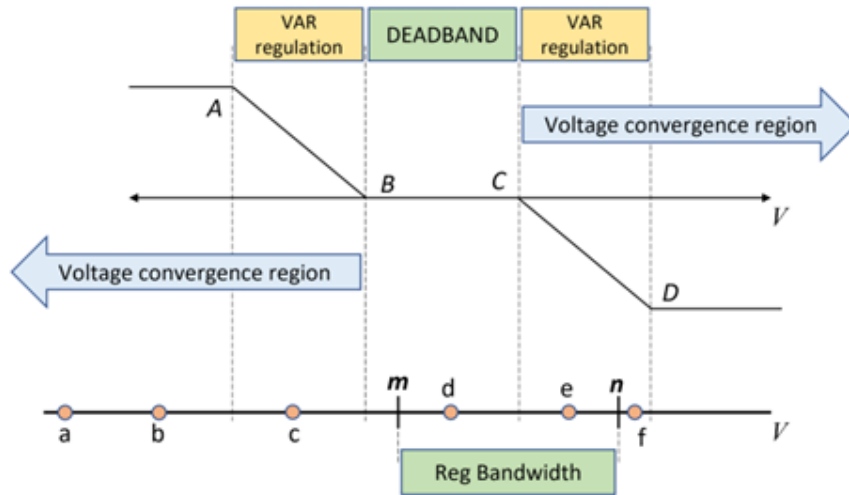 VAR
regulation
DEADBAND
VAR
regulation
A
Voltage convergence region
B
C
V
Voltage convergence region
D
m
d
e
n
a
b
c
f
V
Reg Bandwidth